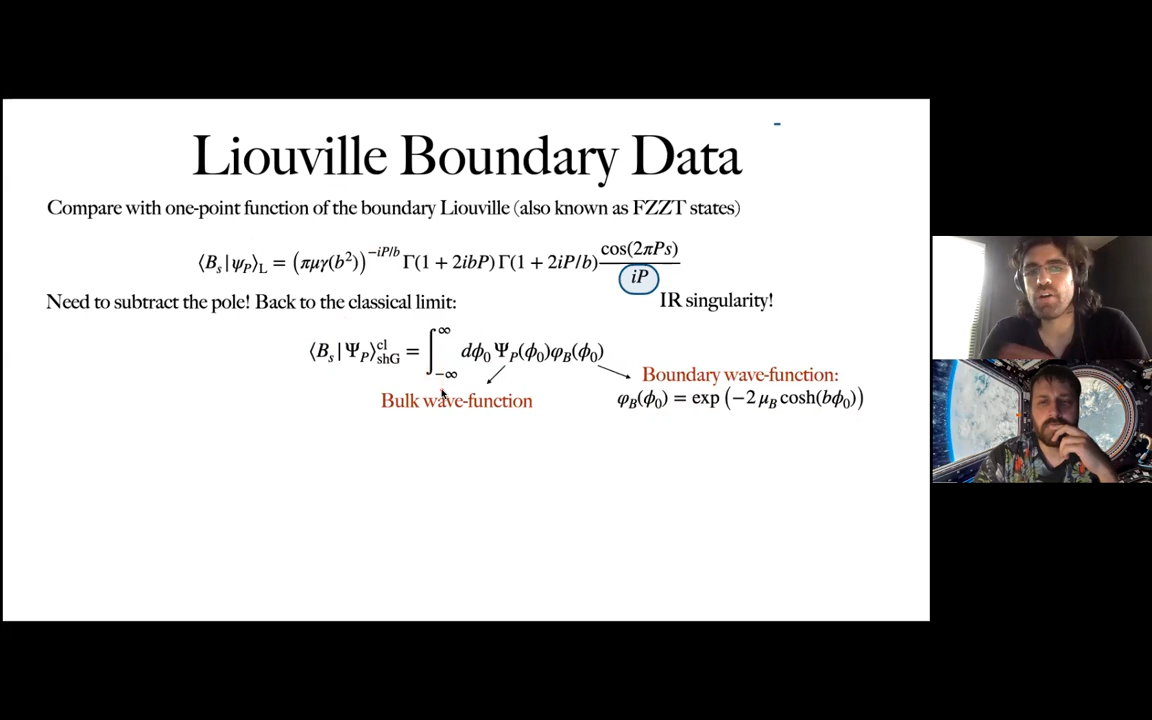 Liouville Boundary Data
Compare with one-point function of the boundary Liouville (also known as FZZT states)
⟨B_s|ψ_P⟩_L = (πμγ(b²))^{−iP/b} Γ(1 + 2ibP) Γ(1 + 2iP/b) cos(2πPs) / iP
Need to subtract the pole! Back to the classical limit:
IR singularity!
⟨B_s|Ψ_P⟩^{cl}_{shG} = ∫_{−∞}^{∞} dϕ₀ Ψ_P(ϕ₀)φ_B(ϕ₀)
Bulk wave-function
Boundary wave-function:
φ_B(ϕ₀) = exp (−2 μ_B cosh(bϕ₀))